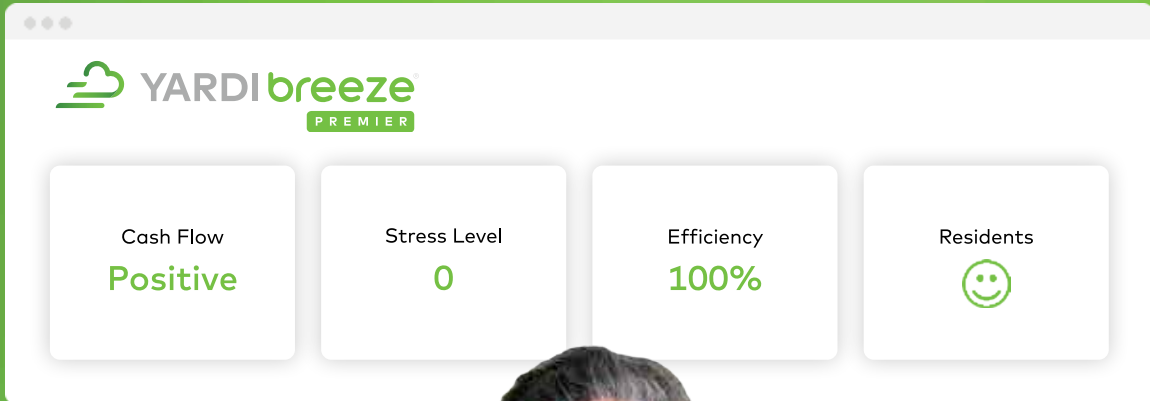 YARDI breeze
PREMIER
Cash Flow
Positive
Stress Level
0
Efficiency
100%
Residents